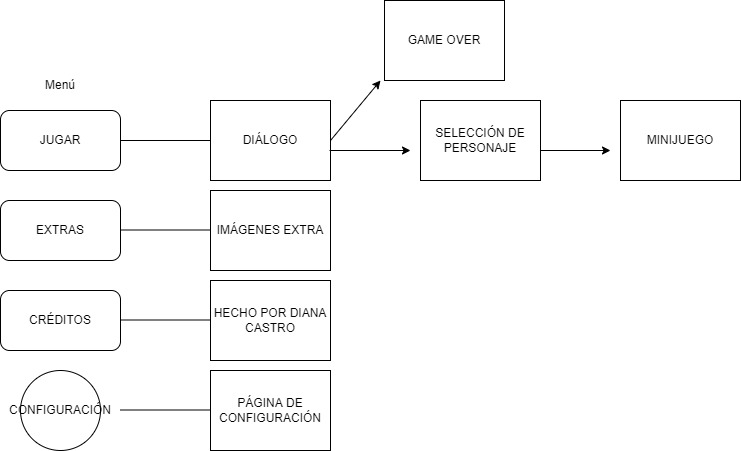 GAME OVER
Menú
JUGAR
DIÁLOGO
SELECCIÓN DE
PERSONAJE
MINIJUEGO
EXTRAS
IMÁGENES EXTRA
CRÉDITOS
HECHO POR DIANA
CASTRO
CONFIGURACIÓN
PÁGINA DE
CONFIGURACIÓN